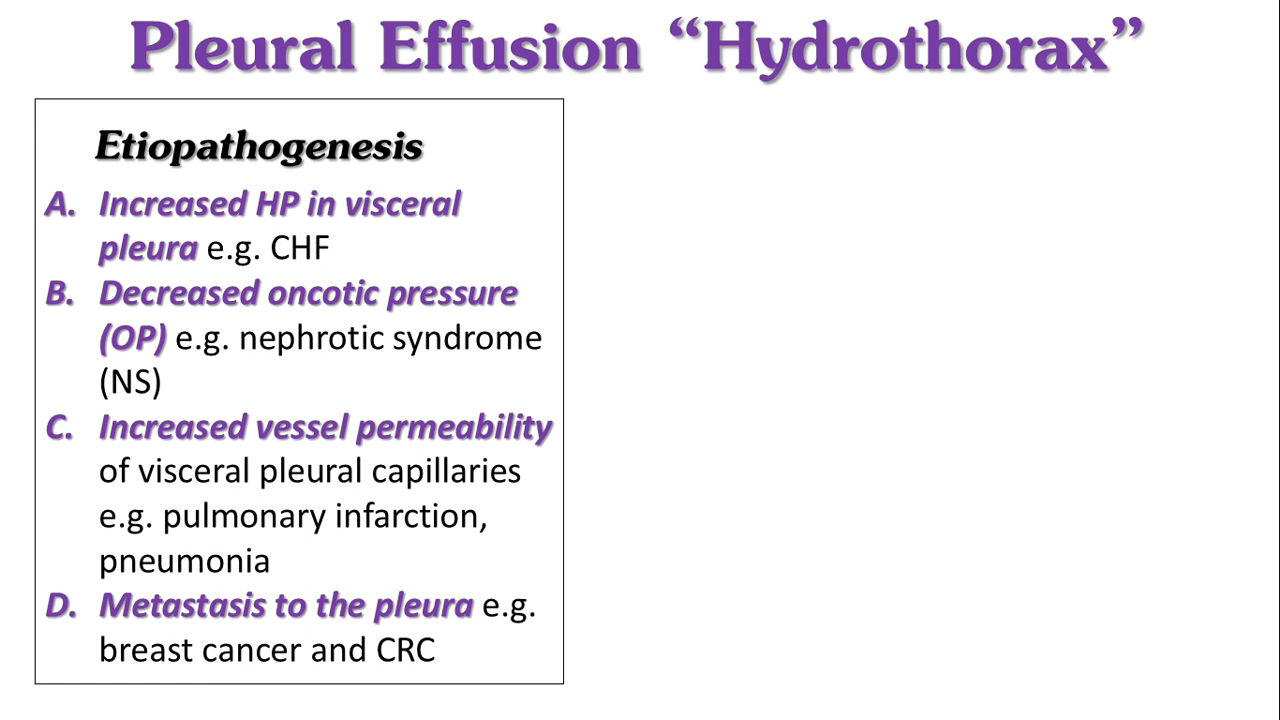 Pleural Effusion “Hydrothorax”
Etiopathogenesis
A. Increased HP in visceral
pleura e.g. CHF
B. Decreased oncotic pressure
(OP) e.g. nephrotic syndrome
(NS)
C. Increased vessel permeability
of visceral pleural capillaries
e.g. pulmonary infarction,
pneumonia
D. Metastasis to the pleura e.g.
breast cancer and CRC